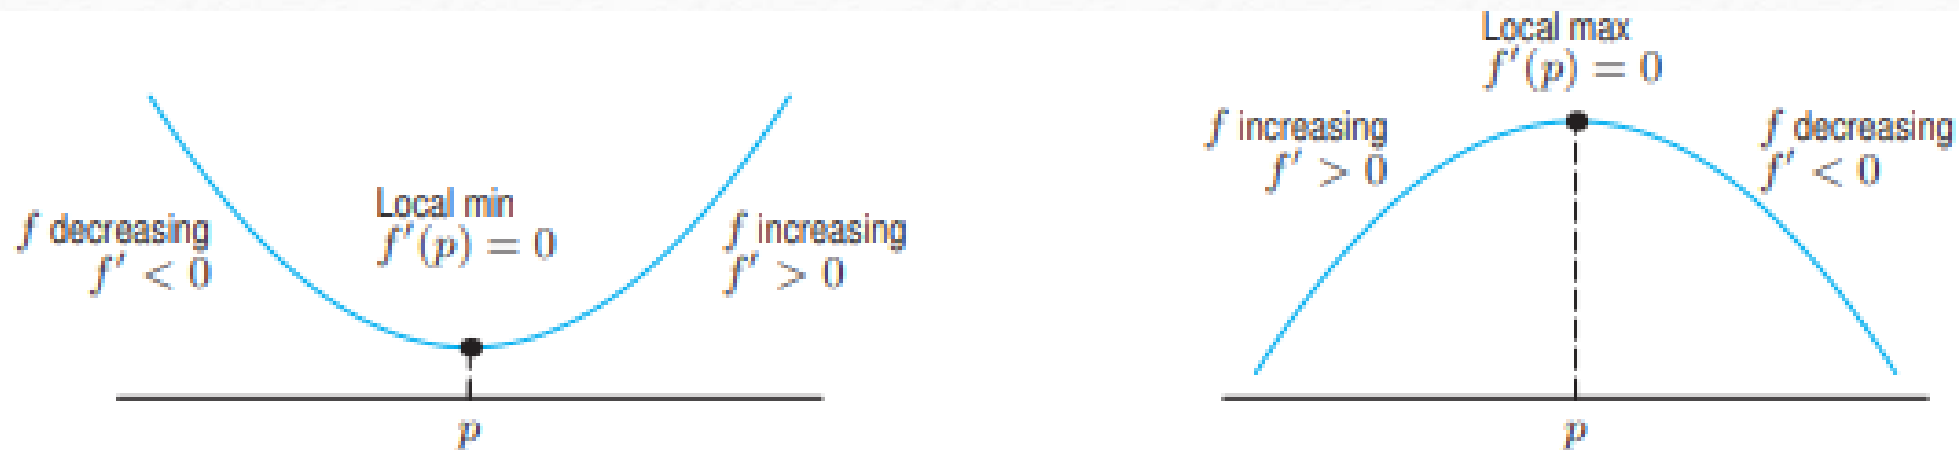 f decreasing
f′ < 0
Local min
f′(p) = 0
f increasing
f′ > 0
p
Local max
f′(p) = 0
f increasing
f′ > 0
f decreasing
f′ < 0
p